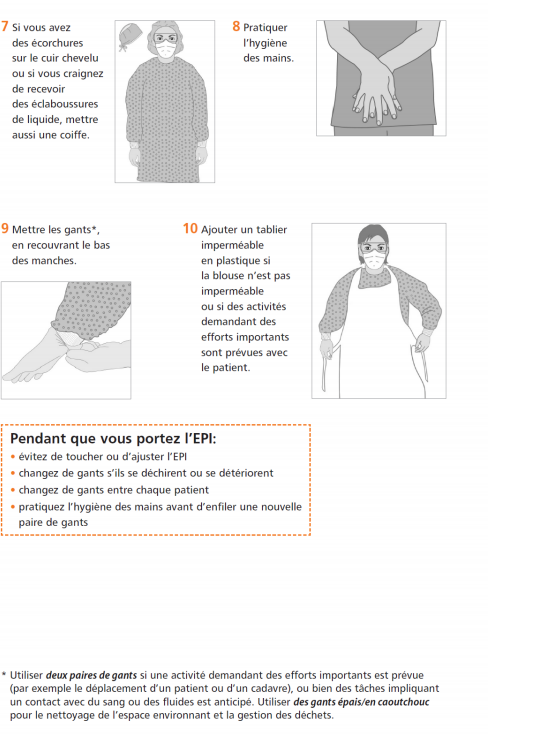 7 Si vous avez
des écorchures
sur le cuir chevelu
ou si vous craignez
de recevoir
des éclaboussures
de liquide, mettre
aussi une coiffe.
8 Pratiquer
l'hygiène
des mains.
9 Mettre les gants*,
en recouvrant le bas
des manches.
10 Ajouter un tablier
imperméable
en plastique si
la blouse n'est pas
imperméable
ou si des activités
demandant des
efforts importants
sont prévues avec
le patient.
Pendant que vous portez l'EPI:
• évitez de toucher ou d'ajuster l'EPI
• changez de gants s'ils se déchirent ou se détériorent
• changez de gants entre chaque patient
• pratiquez l'hygiène des mains avant d'enfiler une nouvelle
paire de gants
* Utiliser deux paires de gants si une activité demandant des efforts importants est prévue
(par exemple le déplacement d'un patient ou d'un cadavre), ou bien des tâches impliquant
un contact avec du sang ou des fluides est anticipé. Utiliser des gants épais/en caoutchouc
pour le nettoyage de l'espace environnant et la gestion des déchets.